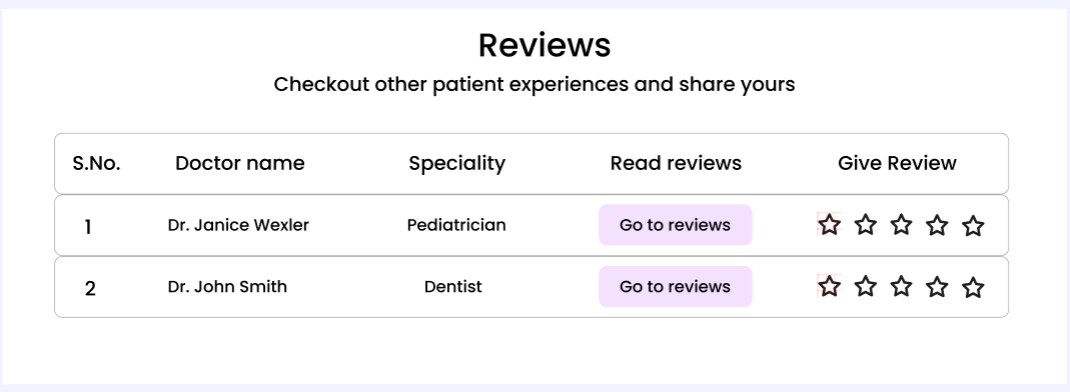 Reviews
Checkout other patient experiences and share yours
S.No. Doctor name Speciality Read reviews Give Review
1 Dr. Janice Wexler Pediatrician Go to reviews
2 Dr. John Smith Dentist Go to reviews